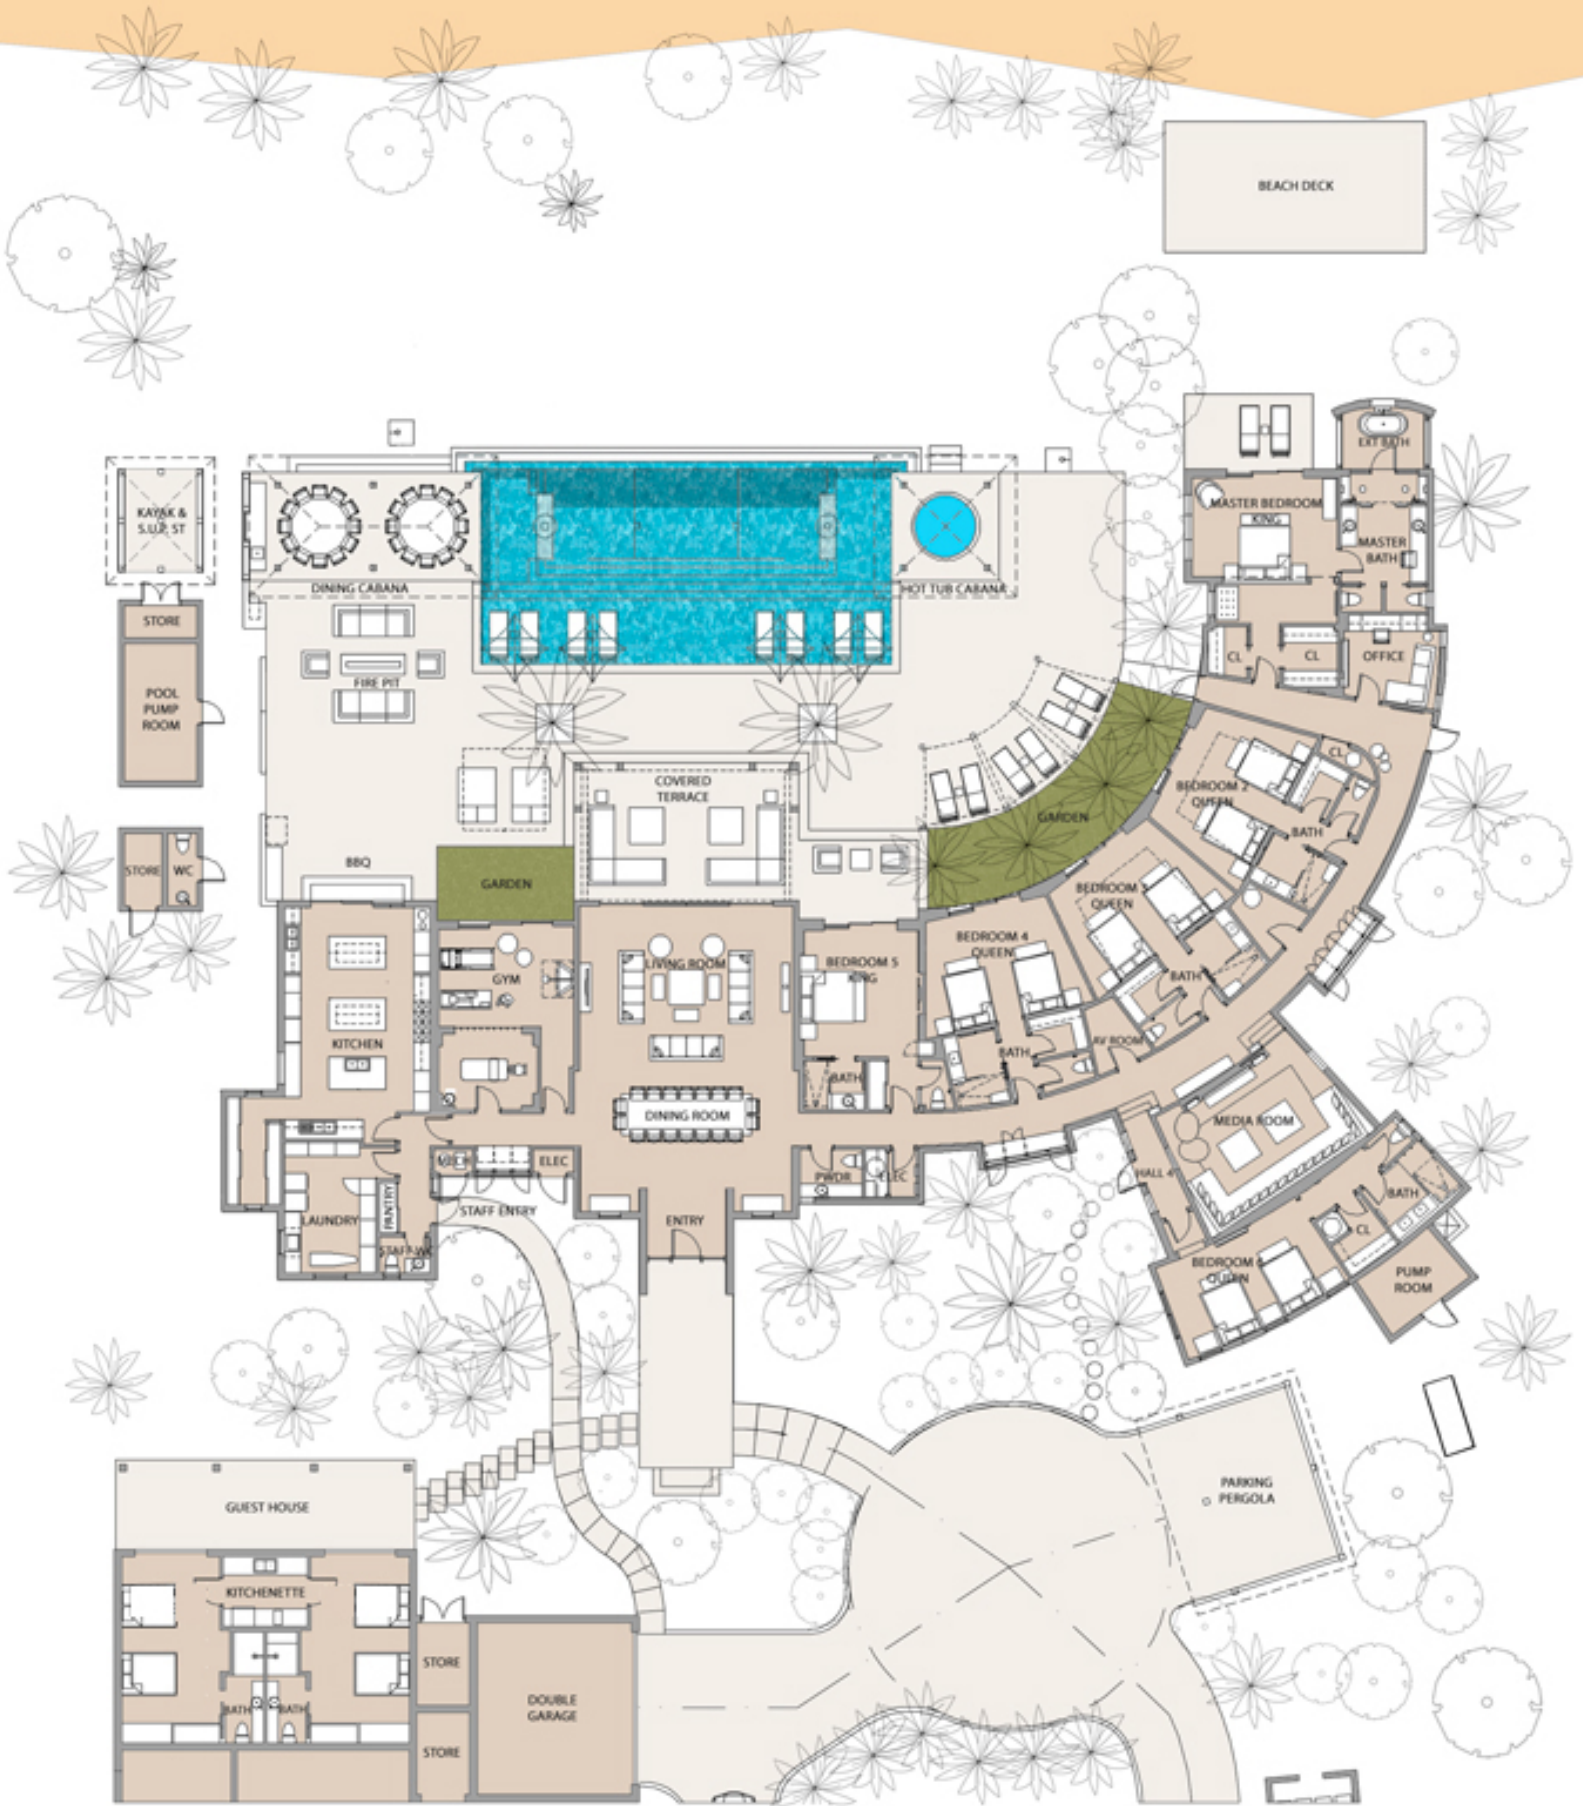 BEACH DECK
EXT BATH
MASTER BEDROOM
KING
MASTER
BATH
KAYAK &
S.U.P. ST
DINING CABANA
HOT TUB CABANA
STORE
CL
CL
OFFICE
FIRE PIT
POOL
PUMP
ROOM
CL
COVERED
TERRACE
BEDROOM 2
QUEEN
GARDEN
BATH
BBQ
STORE
WC
GARDEN
BEDROOM 3
QUEEN
BEDROOM 4
QUEEN
LIVING ROOM
BEDROOM 5
KING
GYM
BATH
KITCHEN
AV ROOM
BATH
BATH
DINING ROOM
MEDIA ROOM
MECH
ELEC
PWDR
ELEC
HALL 4
BATH
PANTRY
STAFF ENTRY
LAUNDRY
ENTRY
CL
STAFF WC
BEDROOM 6
QUEEN
PUMP
ROOM
PARKING
PERGOLA
GUEST HOUSE
KITCHENETTE
STORE
BATH
BATH
DOUBLE
GARAGE
STORE